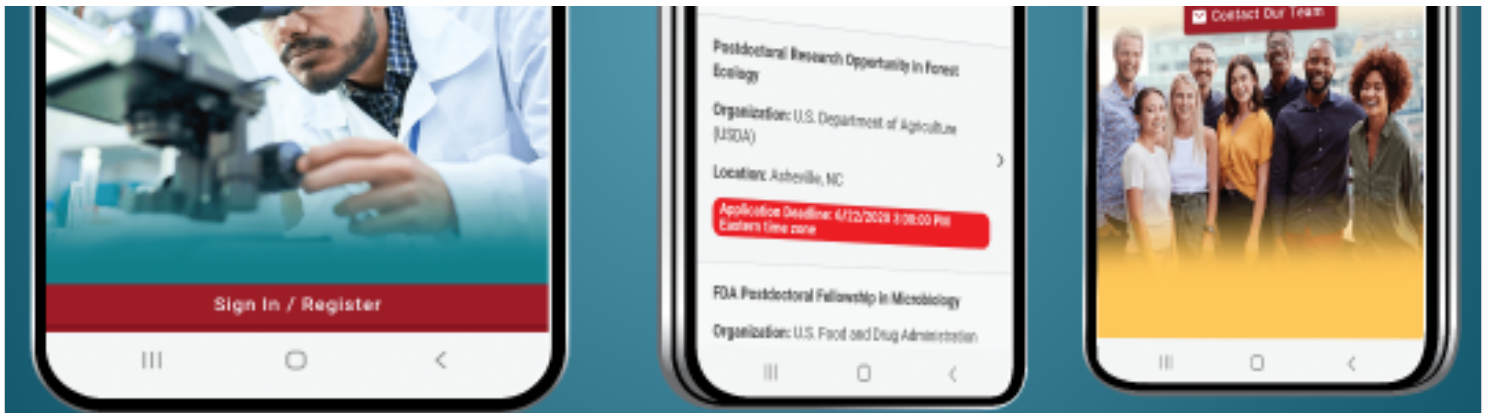 Sign In / Register
Postdoctoral Research Opportunity in Forest
Ecology
Organization: U.S. Department of Agriculture
(USDA)
Location: Asheville, NC
Application Deadline: 6/22/2020 3:00:00 PM
Eastern time zone
FDA Postdoctoral Fellowship in Microbiology
Organization: U.S. Food and Drug Administration
Contact Our Team